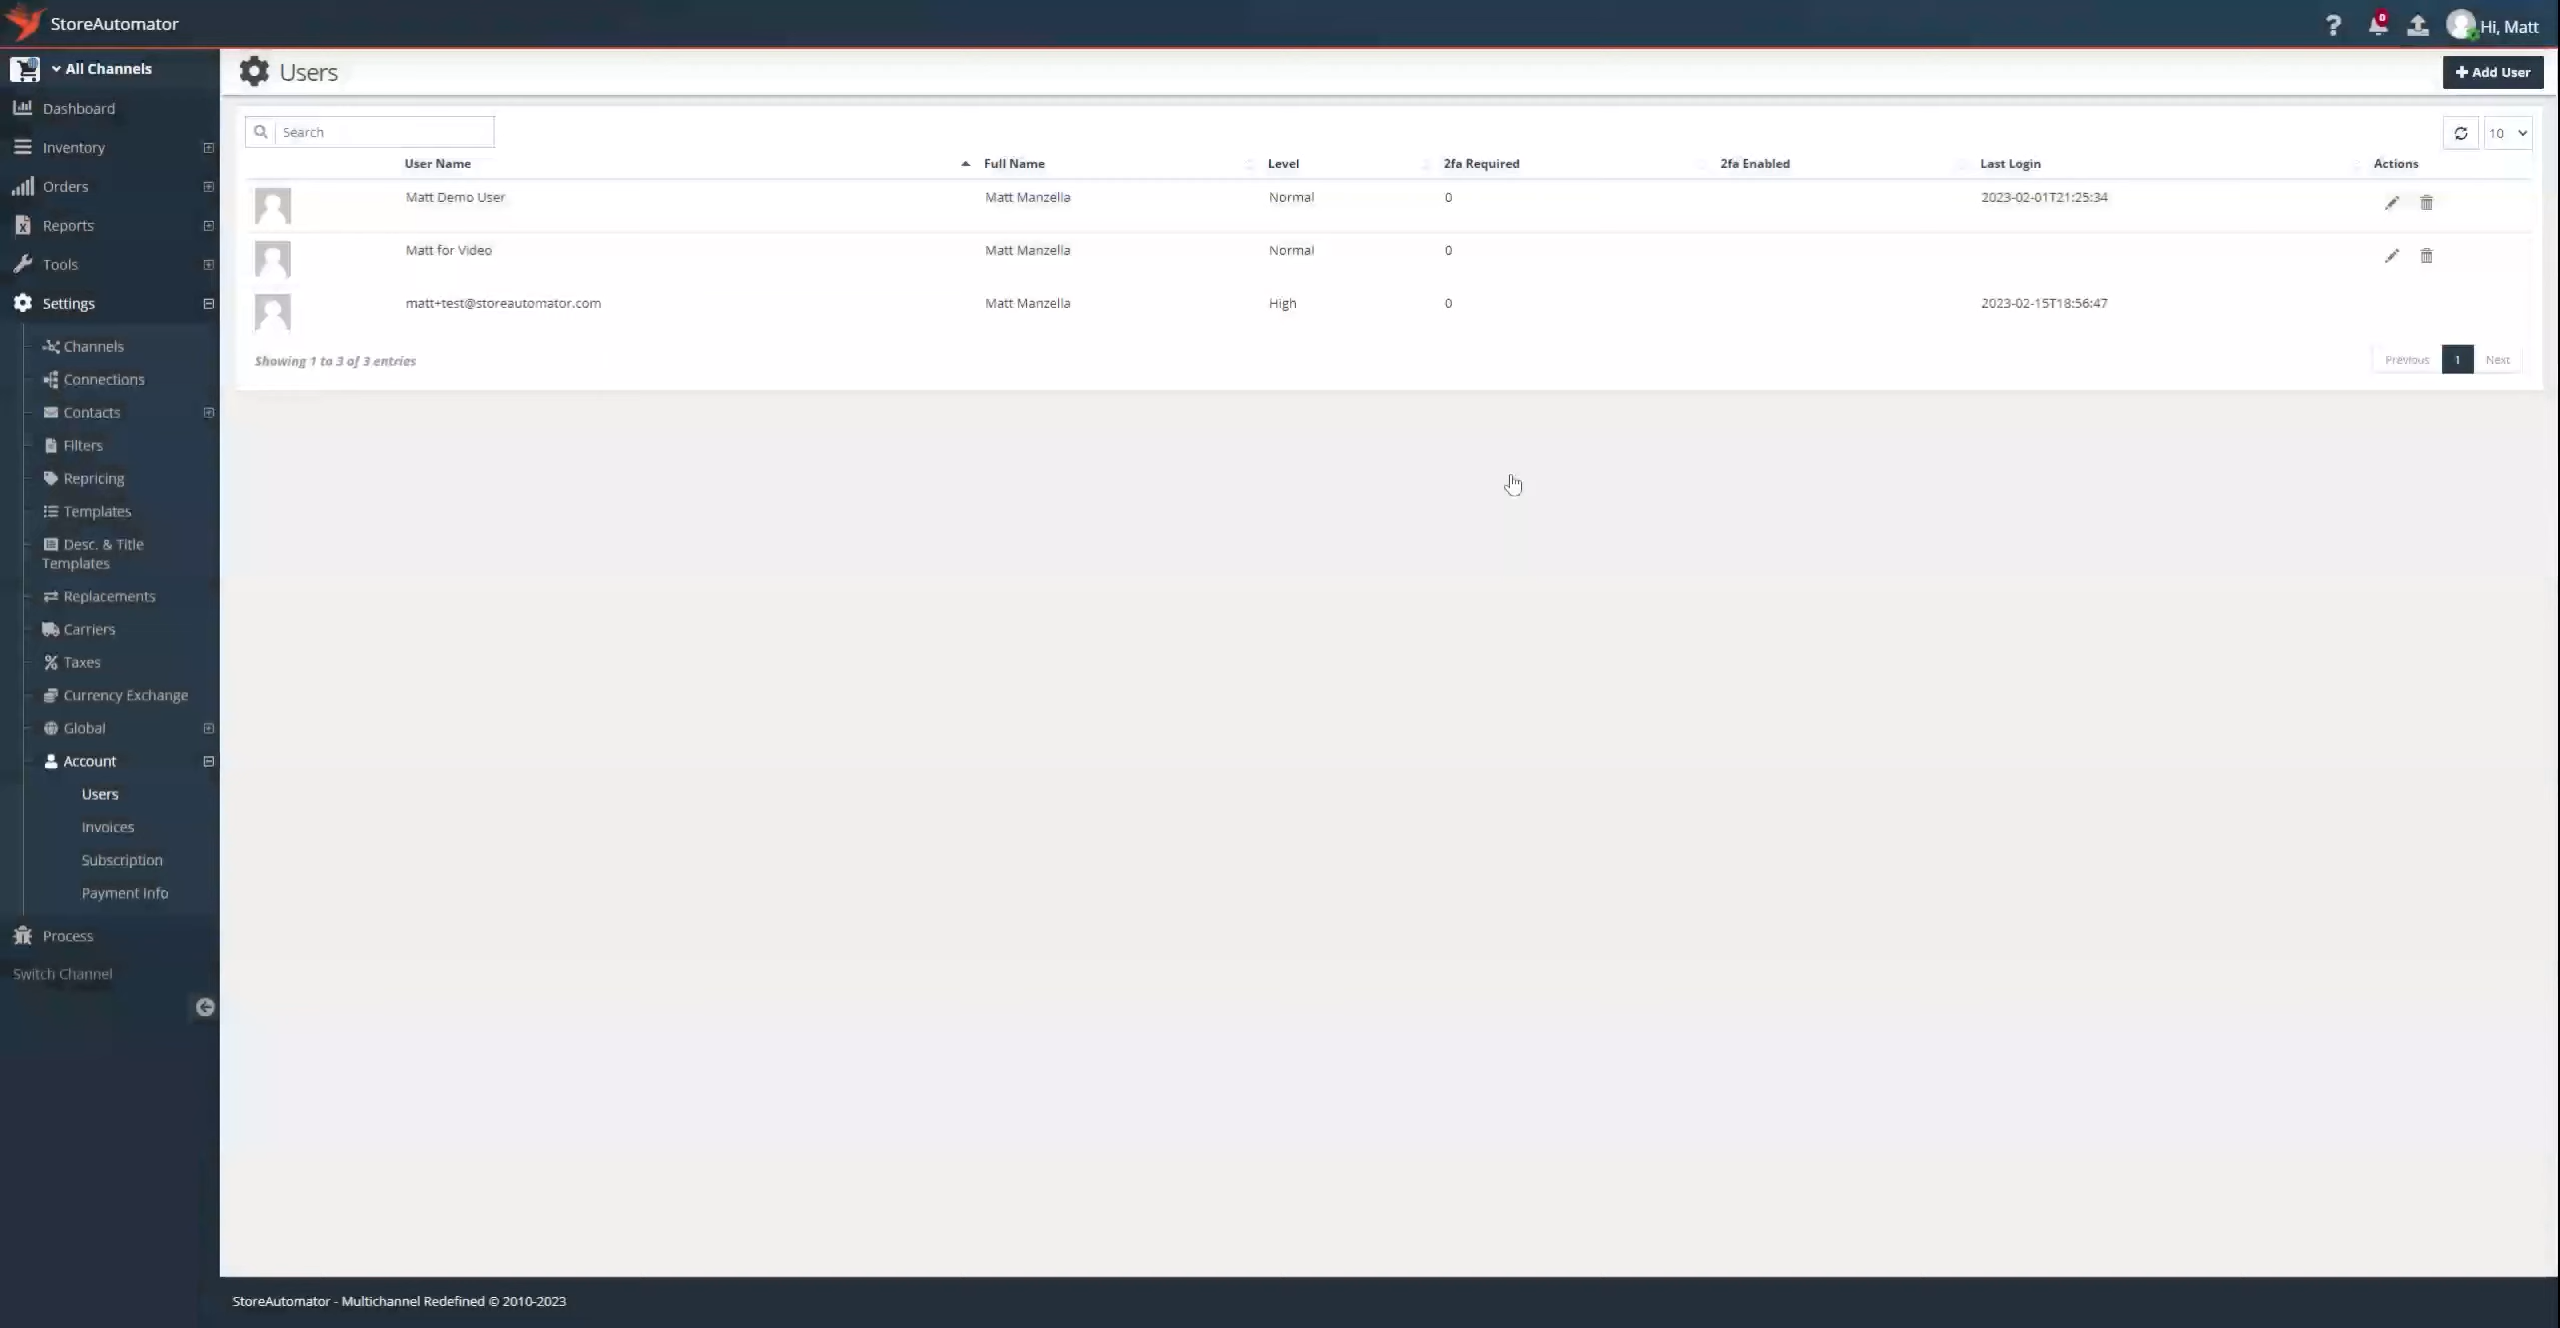 StoreAutomator
0
Hi, Matt
All Channels
Dashboard
Inventory
Orders
Reports
Tools
Settings
Channels
Connections
Contacts
Filters
Repricing
Templates
Desc. & Title
Templates
Replacements
Carriers
Taxes
Currency Exchange
Global
Account
Users
Invoices
Subscription
Payment Info
Process
Switch Channel
Users
Add User
Search
10
User Name Full Name Level 2fa Required 2fa Enabled Last Login Actions
Matt Demo User Matt Manzella Normal 0 2023-02-01T21:25:34
Matt for Video Matt Manzella Normal 0
matt+test@storeautomator.com Matt Manzella High 0 2023-02-15T18:56:47
Showing 1 to 3 of 3 entries
Previous 1 Next
StoreAutomator - Multichannel Redefined © 2010-2023